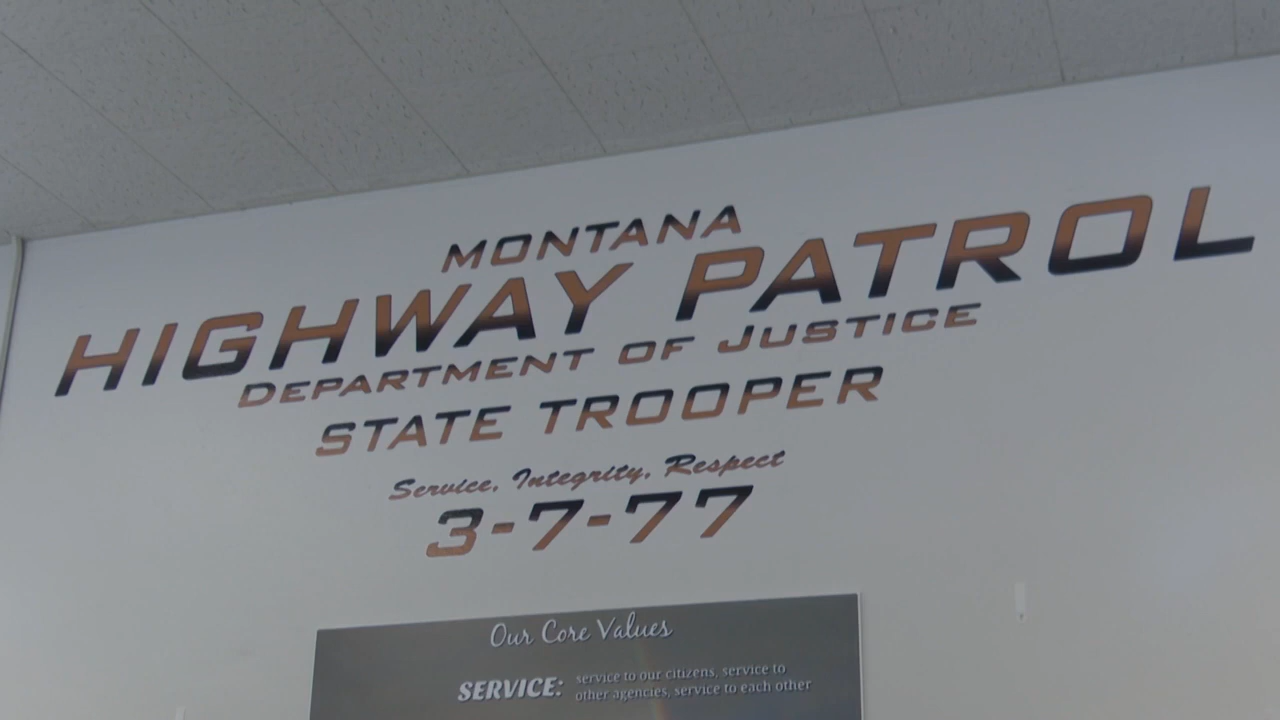 MONTANA
HIGHWAY PATROL
DEPARTMENT OF JUSTICE
STATE TROOPER
Service, Integrity, Respect
3-7-77
Our Core Values
SERVICE: service to our citizens, service to
other agencies, service to each other